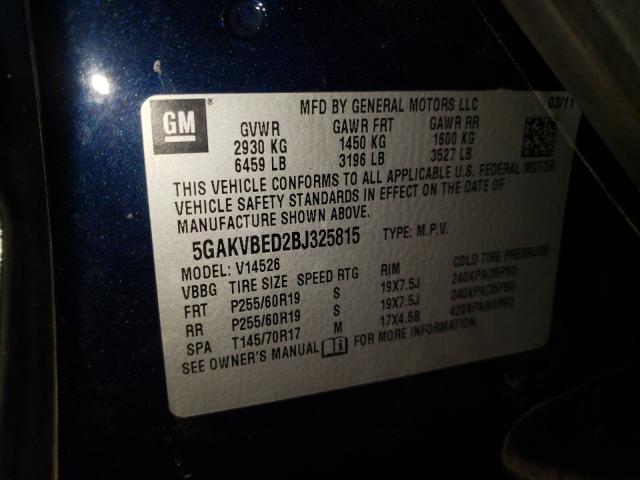 GM ®
MFD BY GENERAL MOTORS LLC 03/11
GVWR GAWR FRT GAWR RR
2930 KG 1450 KG 1600 KG
6459 LB 3196 LB 3527 LB
THIS VEHICLE CONFORMS TO ALL APPLICABLE U.S. FEDERAL MOTOR
VEHICLE SAFETY STANDARDS IN EFFECT ON THE DATE OF
MANUFACTURE SHOWN ABOVE.
5GAKVBED2BJ325815 TYPE: M.P.V.
MODEL: V14526
VBBG TIRE SIZE SPEED RTG RIM COLD TIRE PRESSURE
FRT P255/60R19 S 19X7.5J 240KPA(35PSI)
RR P255/60R19 S 19X7.5J 240KPA(35PSI)
SPA T145/70R17 M 17X4.5B 420KPA(60PSI)
SEE OWNER'S MANUAL i FOR MORE INFORMATION.